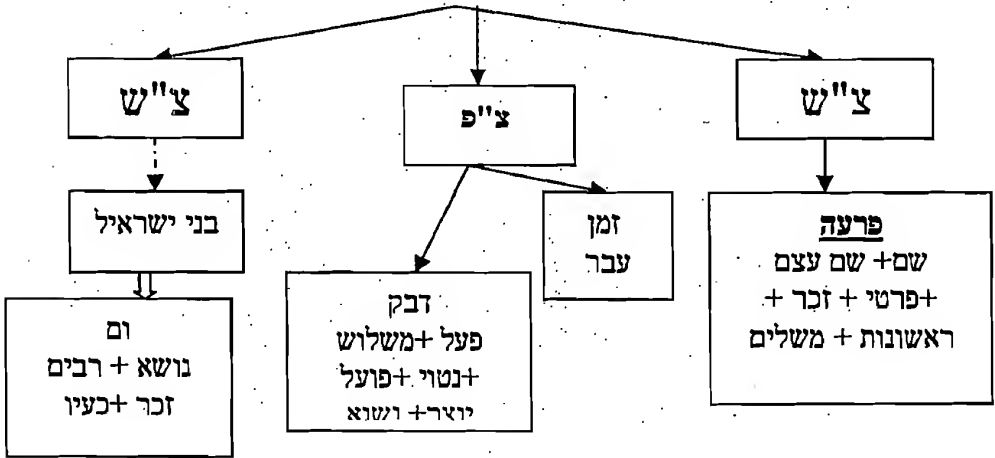 צ"ש
פרעה
שם+ שם עצם
+פרטי + זכר +
ראשונות + משלים
צ"פ
זמן
עבר
דבק
פעל +משלוש
+נטוי +פועל
יוצר+ ושוא
צ"ש
בני ישראיל
ום
נושא + רבים
זכר +כעיו